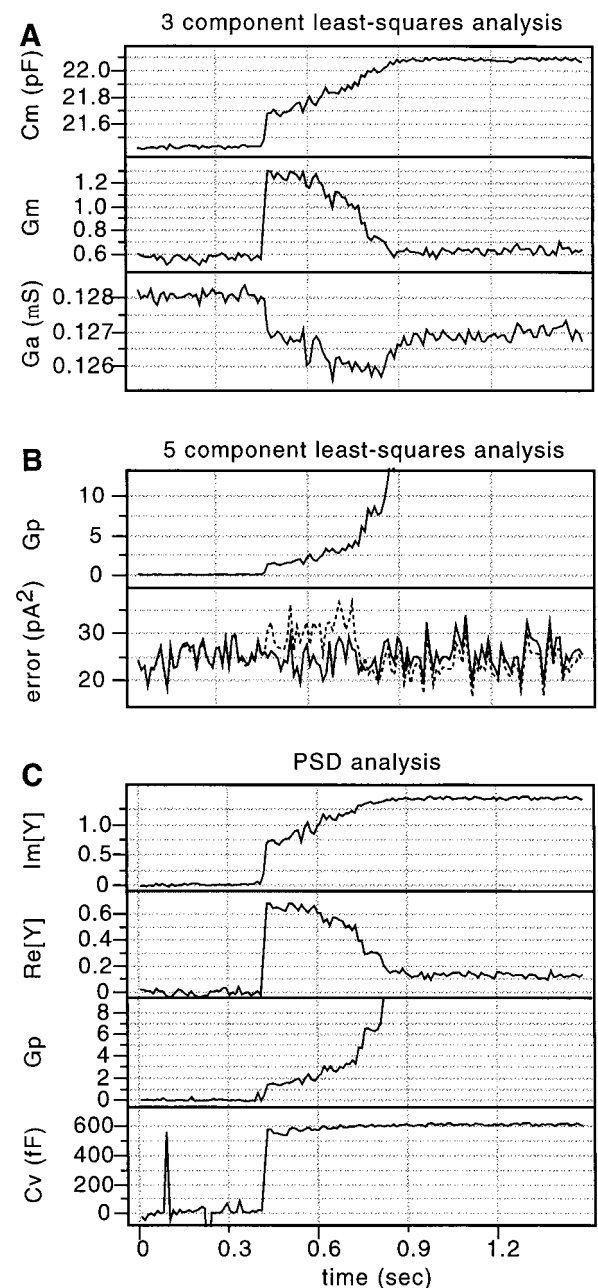 A
3 component least-squares analysis
Cm (pF)
22.0
21.8
21.6
Gm
1.2
1.0
0.8
0.6
Ga (mS)
0.128
0.127
0.126
B
5 component least-squares analysis
Gp
10
5
0
error (pA2)
30
20
C
PSD analysis
Im[Y]
1.0
0.5
0
Re[Y]
0.6
0.4
0.2
0
Gp
8
6
4
2
0
Cv (fF)
600
400
200
0
0 0.3 0.6 0.9 1.2
time (sec)